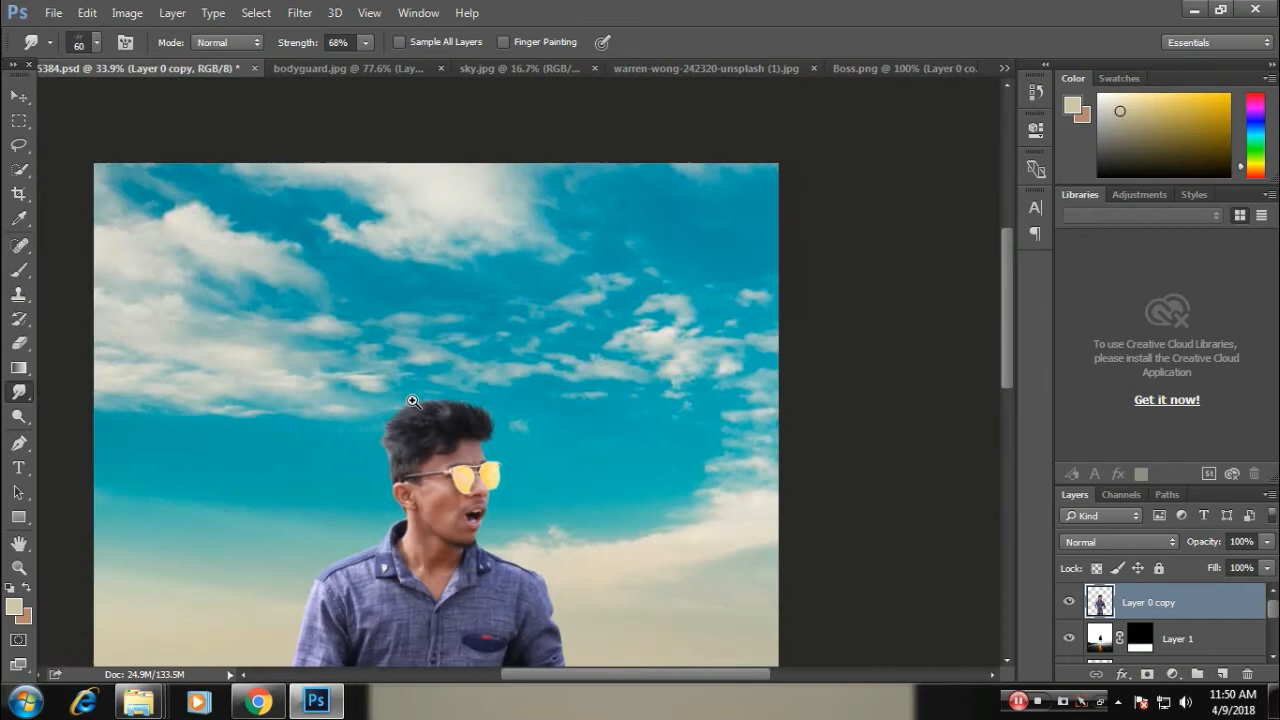 Ps File Edit Image Layer Type Select Filter 3D View Window Help
60 Mode: Normal Strength: 68% Sample All Layers Finger Painting Essentials
5384.psd @ 33.9% (Layer 0 copy, RGB/8) * × bodyguard.jpg @ 77.6% (Lay... × sky.jpg @ 16.7% (RGB/... × warren-wong-242320-unsplash (1).jpg × Boss.png @ 100% (Layer 0 co.
Color Swatches
Libraries Adjustments Styles
To use Creative Cloud Libraries,
please install the Creative Cloud
Application
Get it now!
St
Layers Channels Paths
Kind
Normal Opacity: 100%
Lock: Fill: 100%
Layer 0 copy
Layer 1
Doc: 24.9M/133.5M
Ps
11:50 AM
4/9/2018